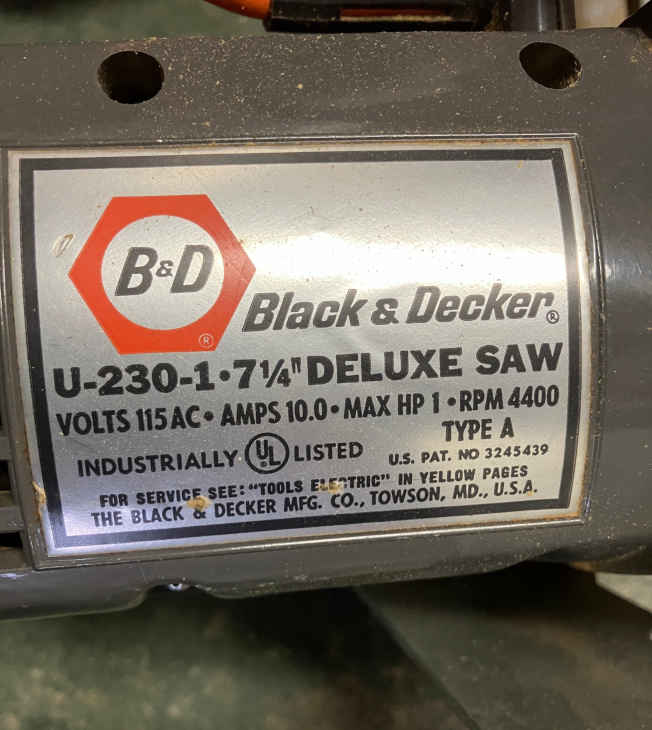 B&D
®
Black & Decker®
U-230-1•7¼" DELUXE SAW
VOLTS 115 AC • AMPS 10.0 • MAX HP 1 • RPM 4400
TYPE A
INDUSTRIALLY UL LISTED
U.S. PAT. NO 3245439
FOR SERVICE SEE: "TOOLS ELECTRIC" IN YELLOW PAGES
THE BLACK & DECKER MFG. CO., TOWSON, MD., U.S.A.